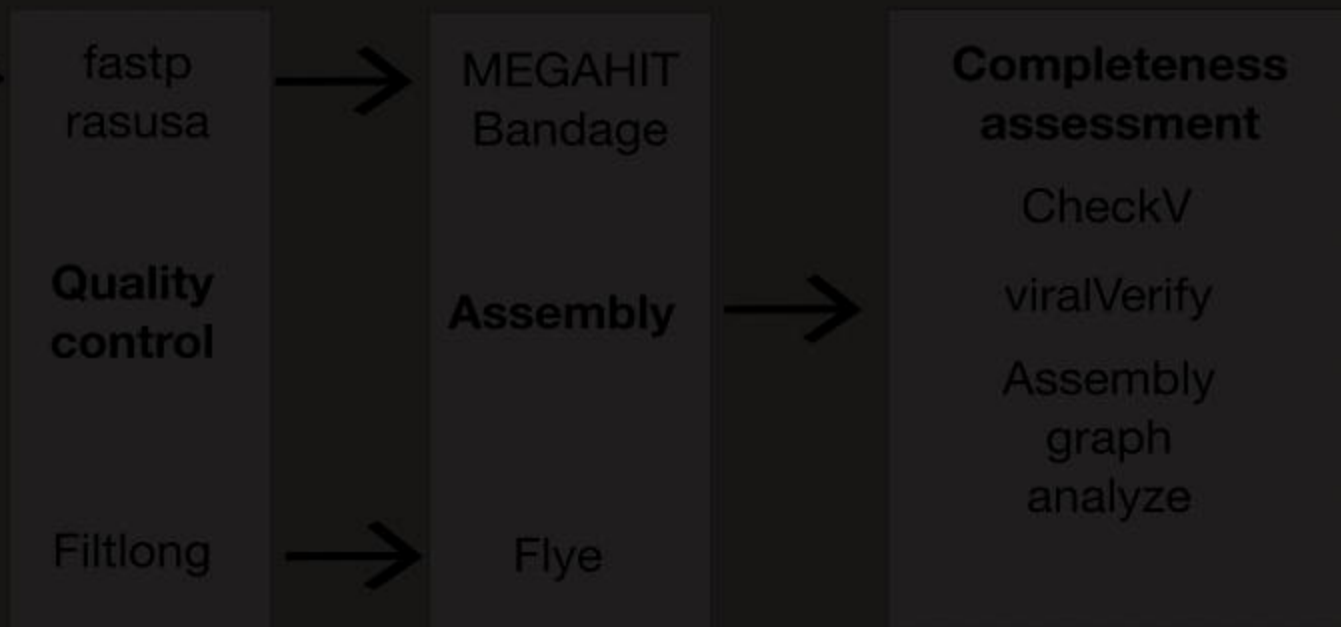 fastp
rasusa
Quality
control
Filtlong
MEGAHIT
Bandage
Assembly
Flye
Completeness
assessment
CheckV
viralVerify
Assembly
graph
analyze